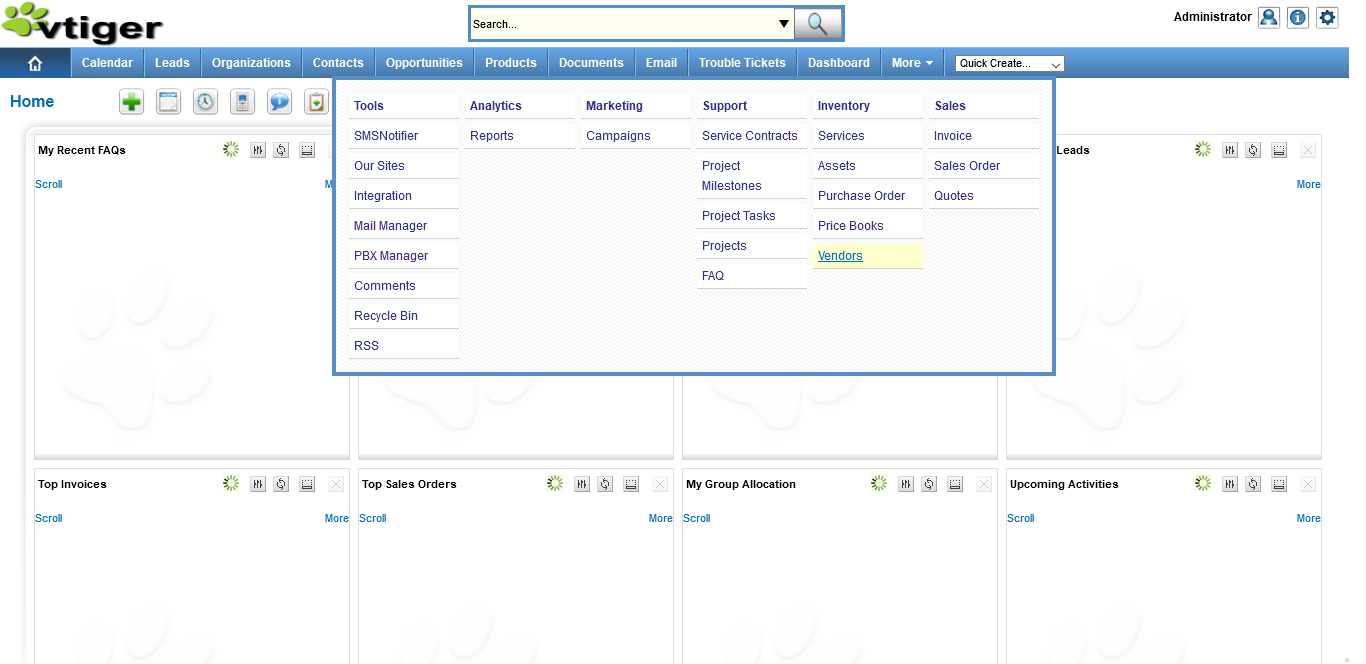 vtiger
Search...
Administrator
Calendar Leads Organizations Contacts Opportunities Products Documents Email Trouble Tickets Dashboard More Quick Create...
Home
Tools Analytics Marketing Support Inventory Sales
SMSNotifier Reports Campaigns Service Contracts Services Invoice
Our Sites Project Milestones Assets Sales Order
Integration Purchase Order Quotes
Mail Manager Project Tasks Price Books
PBX Manager Projects Vendors
Comments FAQ
Recycle Bin
RSS
My Recent FAQs Leads
Scroll More
Top Invoices Top Sales Orders My Group Allocation Upcoming Activities
Scroll More Scroll More Scroll More Scroll More